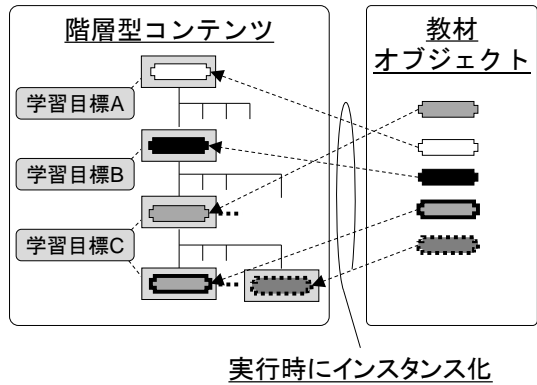 階層型コンテンツ
学習目標A
学習目標B
学習目標C
教材
オブジェクト
実行時にインスタンス化